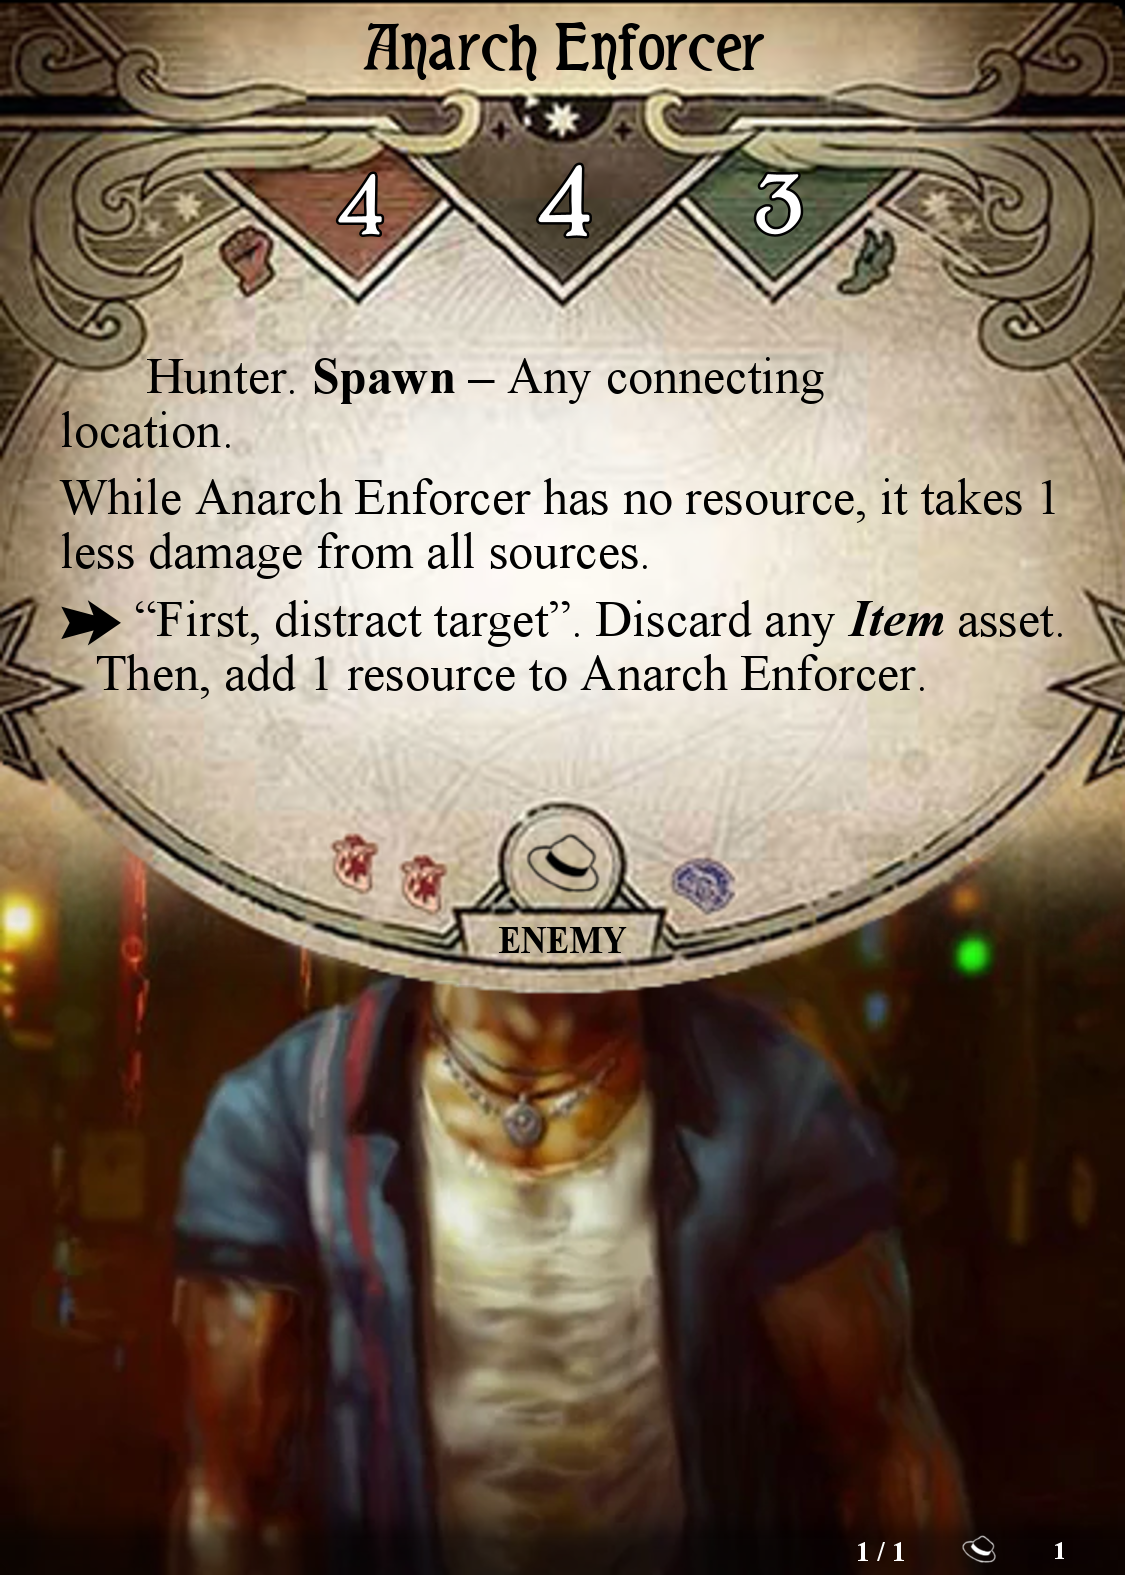 Anarch Enforcer
4 4 3
Hunter. Spawn – Any connecting
location.
While Anarch Enforcer has no resource, it takes 1
less damage from all sources.
“First, distract target”. Discard any Item asset.
Then, add 1 resource to Anarch Enforcer.
ENEMY
1 / 1 1